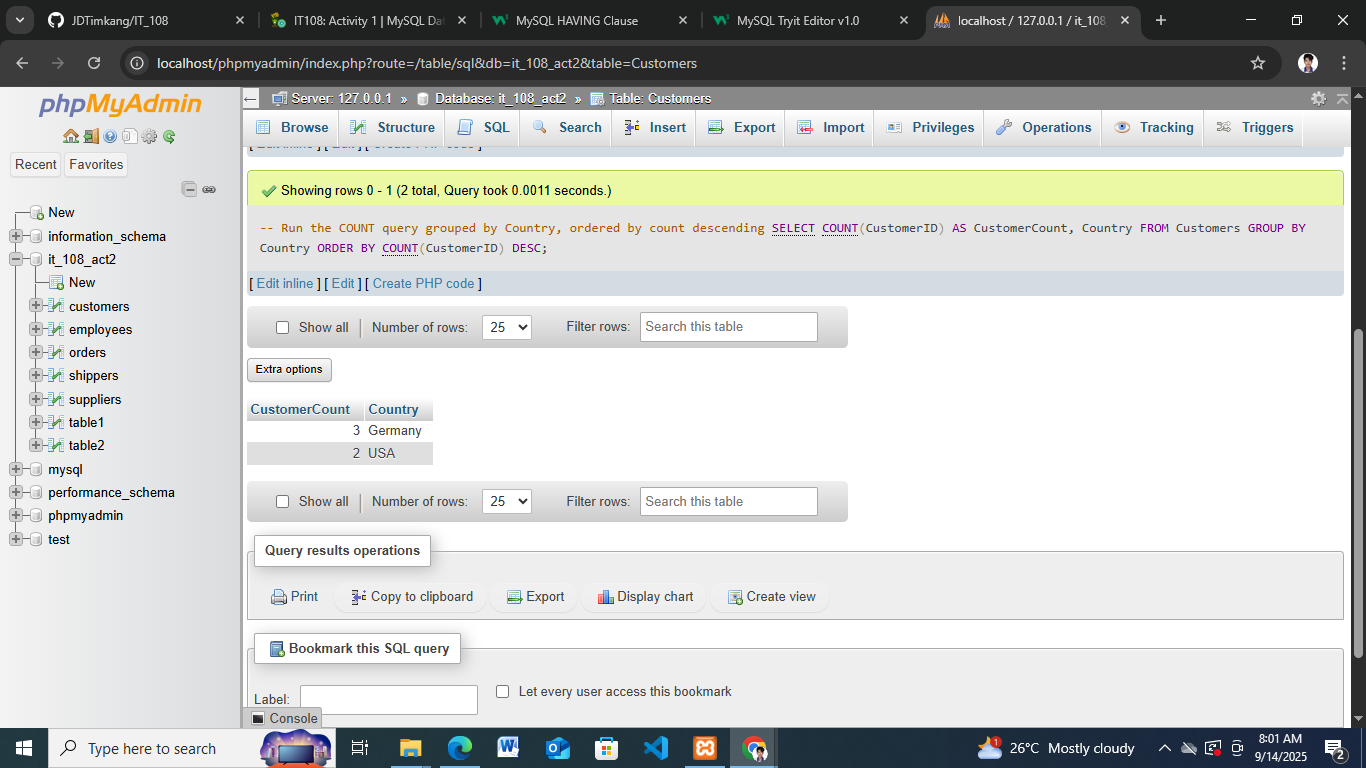 JDTimkang/IT_108
IT108: Activity 1 | MySQL Dat
MySQL HAVING Clause
MySQL Tryit Editor v1.0
localhost / 127.0.0.1 / it_108
localhost/phpmyadmin/index.php?route=/table/sql&db=it_108_act2&table=Customers
phpMyAdmin
Recent
Favorites
New
information_schema
it_108_act2
New
customers
employees
orders
shippers
suppliers
table1
table2
mysql
performance_schema
phpmyadmin
test
Server: 127.0.0.1 » Database: it_108_act2 » Table: Customers
Browse
Structure
SQL
Search
Insert
Export
Import
Privileges
Operations
Tracking
Triggers
[ Edit inline ] [ Edit ] [ Create PHP code ]
Showing rows 0 - 1 (2 total, Query took 0.0011 seconds.)
-- Run the COUNT query grouped by Country, ordered by count descending SELECT COUNT(CustomerID) AS CustomerCount, Country FROM Customers GROUP BY
Country ORDER BY COUNT(CustomerID) DESC;
[ Edit inline ] [ Edit ] [ Create PHP code ]
Show all | Number of rows: 25 Filter rows: Search this table
Extra options
CustomerCount Country
3 Germany
2 USA
Show all | Number of rows: 25 Filter rows: Search this table
Query results operations
Print
Copy to clipboard
Export
Display chart
Create view
Bookmark this SQL query
Label:
Let every user access this bookmark
Console
Type here to search
1
26°C Mostly cloudy
8:01 AM
9/14/2025
2